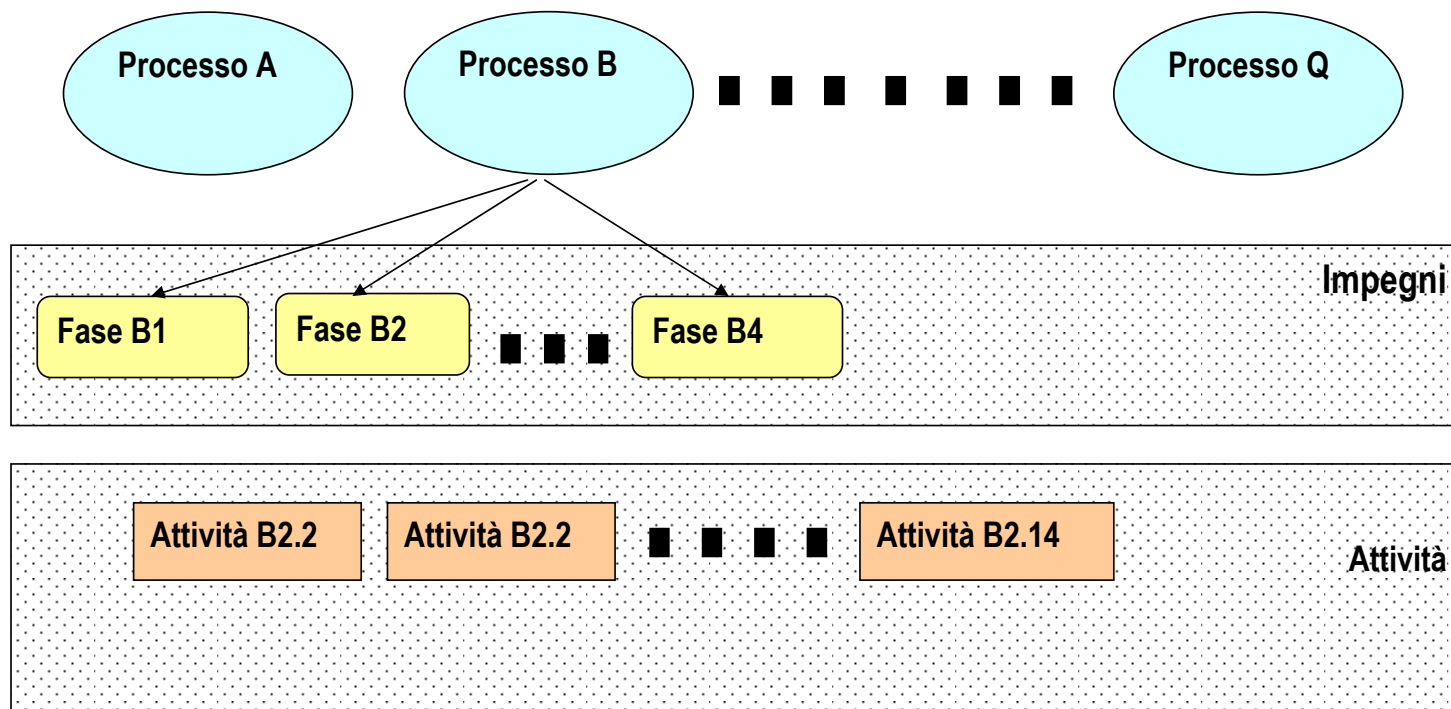 Processo A
Processo B
Processo Q
Impegni
Fase B1
Fase B2
Fase B4
Attività B2.2
Attività B2.2
Attività B2.14
Attività